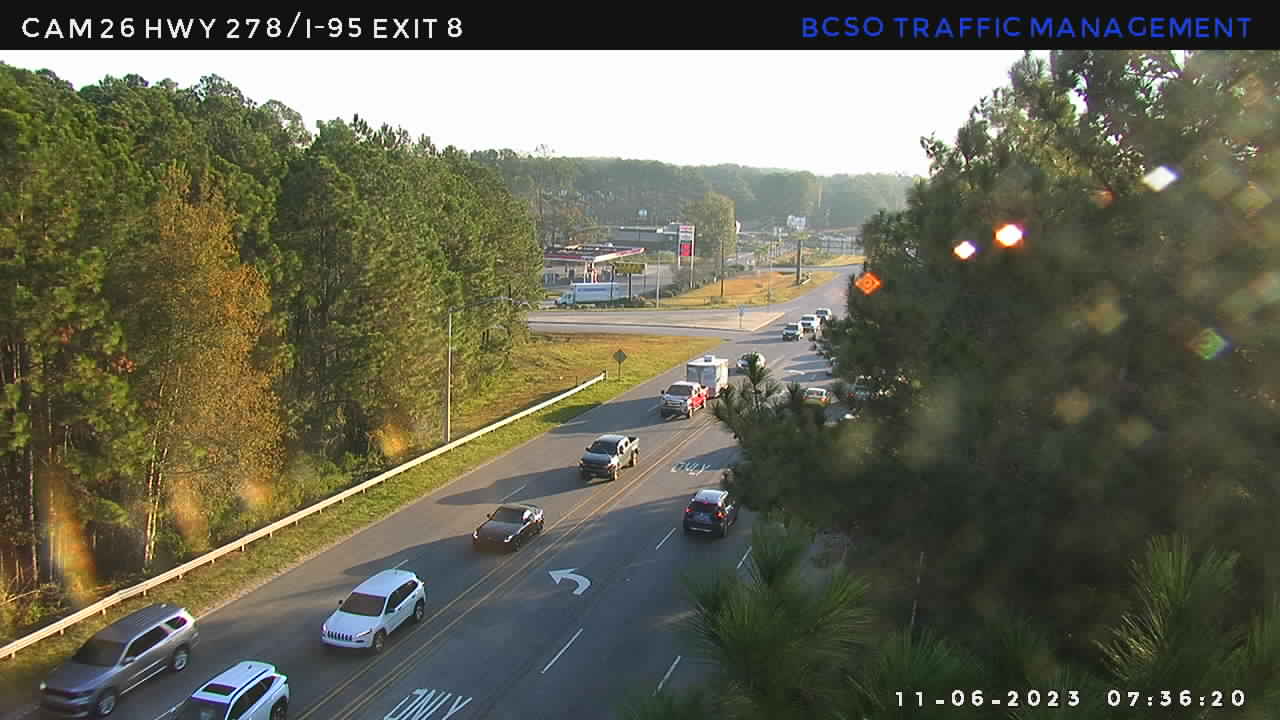 CAM 26 HWY 278/I-95 EXIT 8
BCSO TRAFFIC MANAGEMENT
ONLY
ONLY
11-06-2023 07:36:20